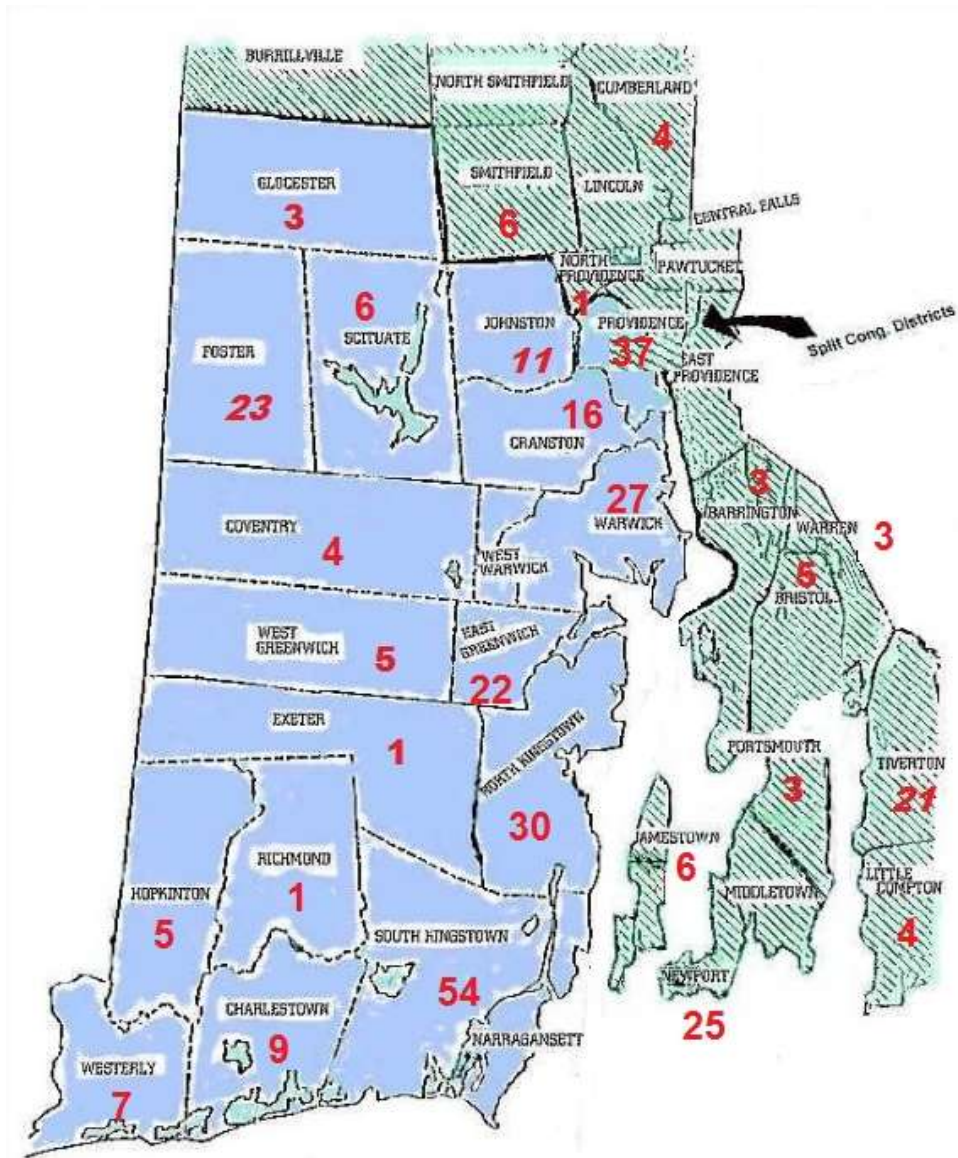 BURRILLVILLE
NORTH SMITHFIELD
CUMBERLAND
4
GLOCESTER
3
SMITHFIELD
6
LINCOLN
CENTRAL FALLS
NORTH
PROVIDENCE
1
PAWTUCKET
6
SCITUATE
JOHNSTON
11
PROVIDENCE
37
Split Cong. Districts
FOSTER
23
EAST
PROVIDENCE
16
CRANSTON
3
BARRINGTON
27
WARWICK
WARREN
3
COVENTRY
4
WEST
WARWICK
5
BRISTOL
WEST
GREENWICH
5
EAST
GREENWICH
22
EXETER
1
NORTH KINGSTOWN
30
PORTSMOUTH
3
TIVERTON
21
JAMESTOWN
6
RICHMOND
1
HOPKINTON
5
MIDDLETOWN
LITTLE
COMPTON
4
SOUTH KINGSTOWN
54
NEWPORT
25
CHARLESTOWN
9
NARRAGANSETT
WESTERLY
7